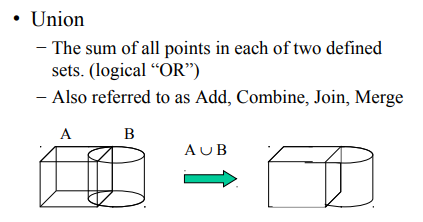 • Union
– The sum of all points in each of two defined
sets. (logical “OR”)
– Also referred to as Add, Combine, Join, Merge
A B
A ∪ B